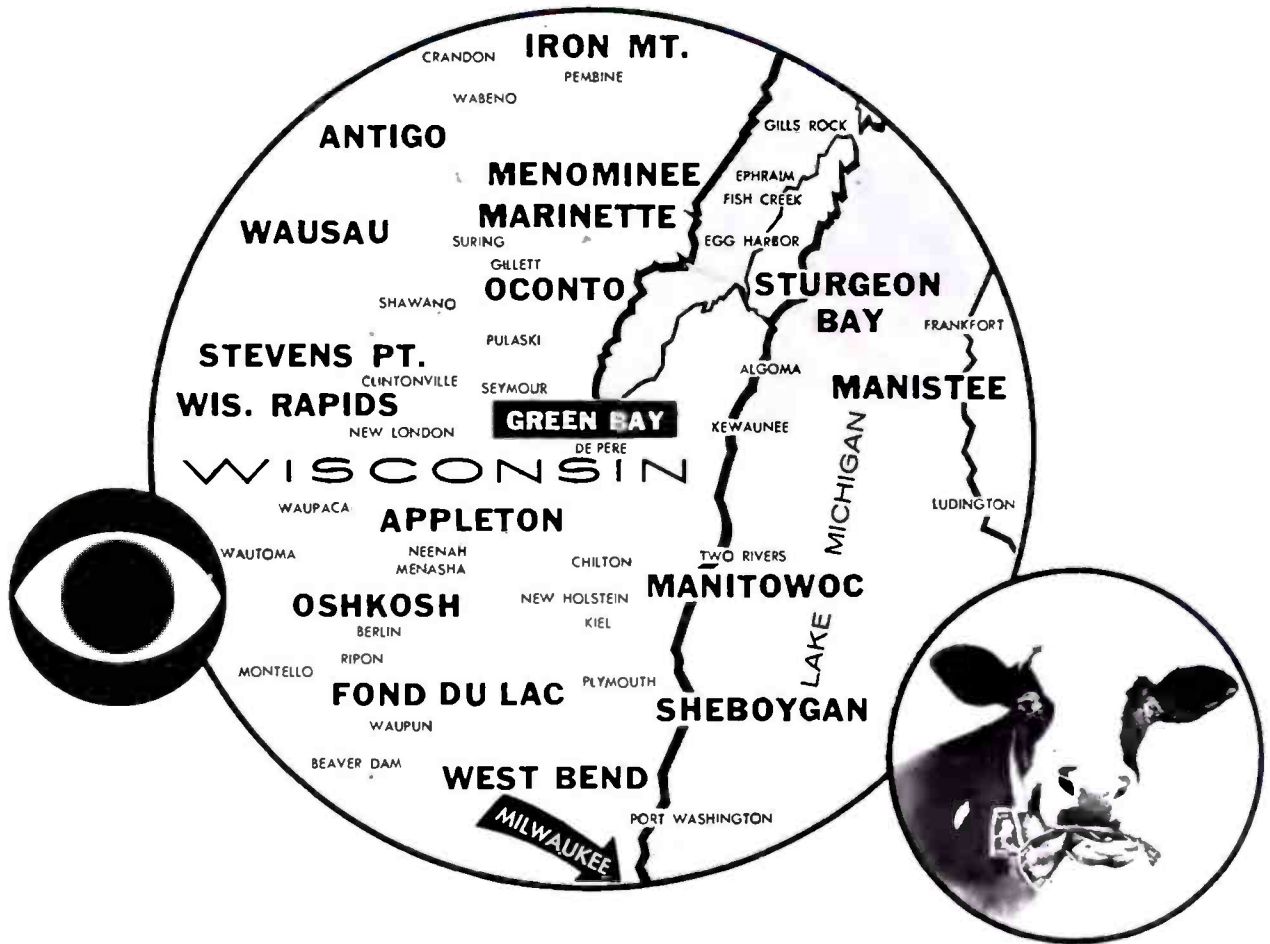 CRANDON
IRON MT.
PEMBINE
WABENO
GILLS ROCK
ANTIGO
MENOMINEE
EPHRAIM
FISH CREEK
MARINETTE
WAUSAU
SURING
EGG HARBOR
GILLETT
OCONTO
STURGEON
BAY
SHAWANO
FRANKFORT
PULASKI
STEVENS PT.
ALGOMA
CLINTONVILLE
SEYMOUR
MANISTEE
WIS. RAPIDS
GREEN BAY
NEW LONDON
KEWAUNEE
DE PERE
WISCONSIN
LAKE MICHIGAN
WAUPACA
LUDINGTON
APPLETON
WAUTOMA
NEENAH
MENASHA
CHILTON
TWO RIVERS
MANITOWOC
OSHKOSH
NEW HOLSTEIN
KIEL
BERLIN
RIPON
MONTELLO
PLYMOUTH
FOND DU LAC
SHEBOYGAN
WAUPUN
BEAVER DAM
WEST BEND
MILWAUKEE
PORT WASHINGTON